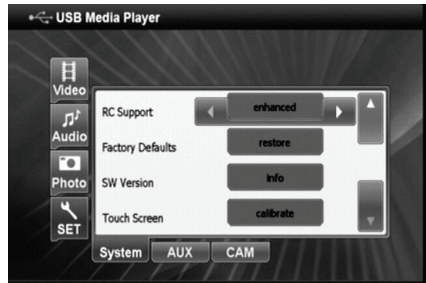 USB Media Player
Video
Audio
Photo
SET
RC Support enhanced
Factory Defaults restore
SW Version info
Touch Screen calibrate
System AUX CAM